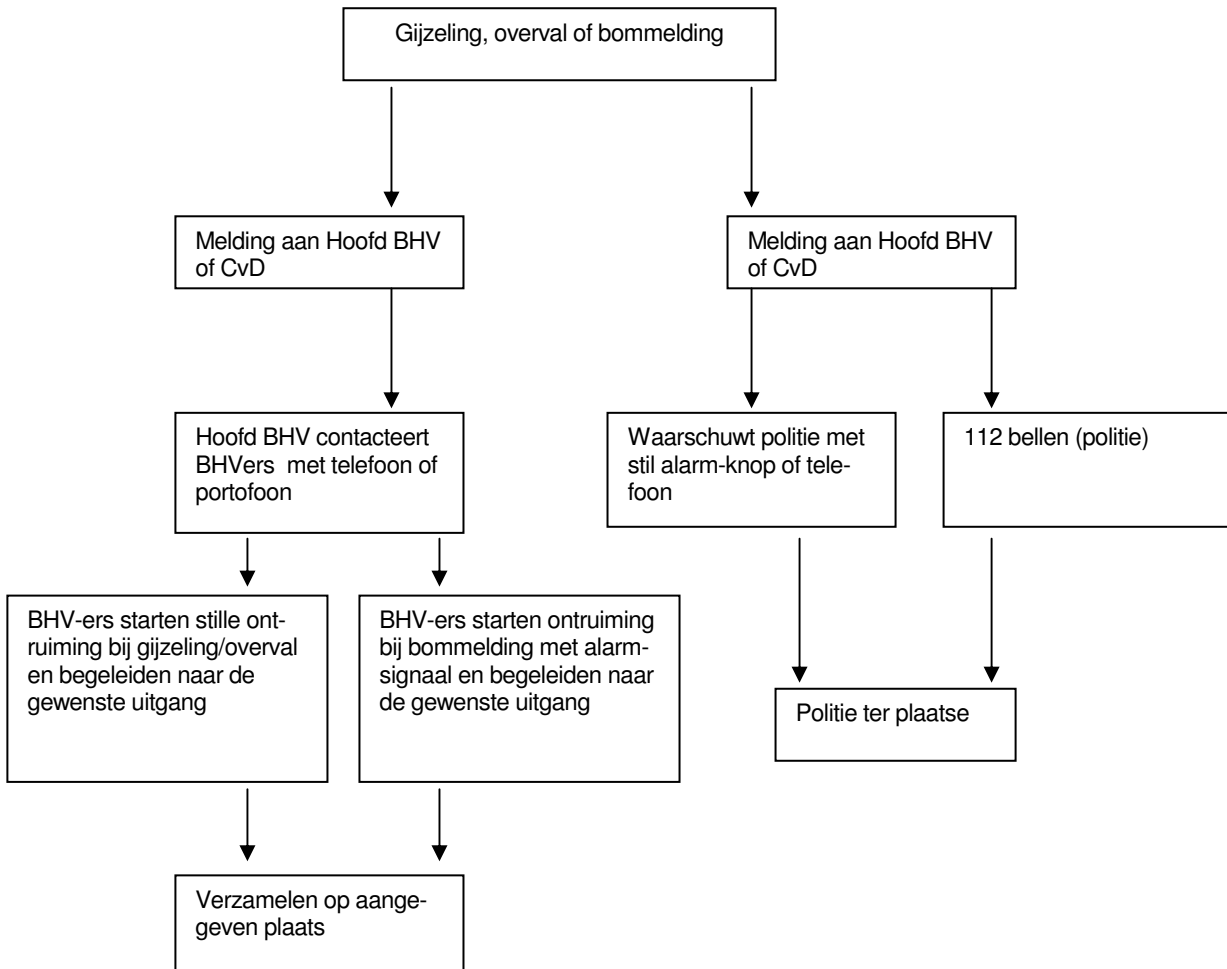 Gijzeling, overval of bommelding
Melding aan Hoofd BHV
of CvD
Melding aan Hoofd BHV
of CvD
Hoofd BHV contacteert
BHVers  met telefoon of
portofoon
Waarschuwt politie met
stil alarm-knop of tele-
foon
112 bellen (politie)
BHV-ers starten stille ont-
ruiming bij gijzeling/overval
en begeleiden naar de
gewenste uitgang
BHV-ers starten ontruiming
bij bommelding met alarm-
signaal en begeleiden naar
de gewenste uitgang
Politie ter plaatse
Verzamelen op aange-
geven plaats